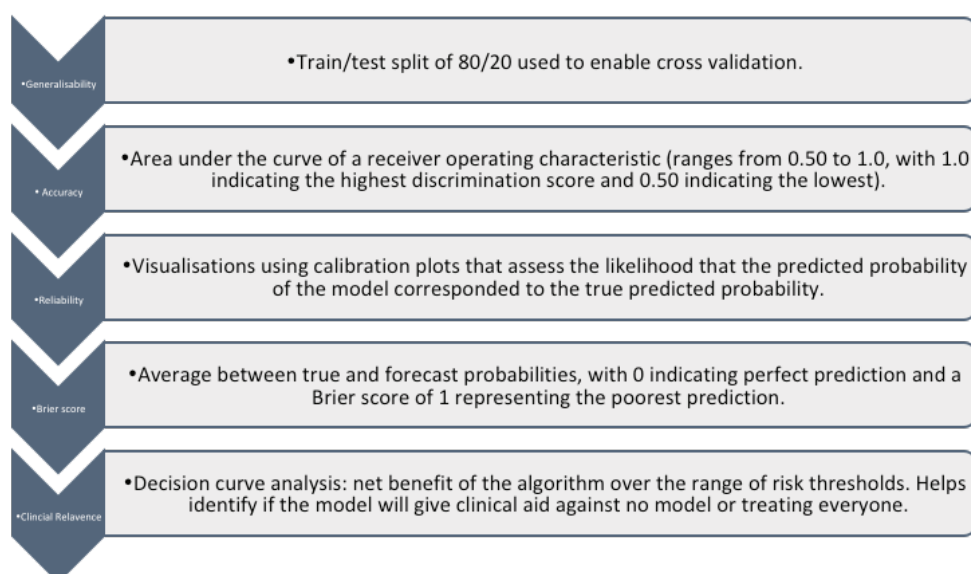 •Generalisability
•Train/test split of 80/20 used to enable cross validation.
• Accuracy
•Area under the curve of a receiver operating characteristic (ranges from 0.50 to 1.0, with 1.0
indicating the highest discrimination score and 0.50 indicating the lowest).
•Reliability
•Visualisations using calibration plots that assess the likelihood that the predicted probability
of the model corresponded to the true predicted probability.
•Brier score
•Average between true and forecast probabilities, with 0 indicating perfect prediction and a
Brier score of 1 representing the poorest prediction.
•Clincial Relavence
•Decision curve analysis: net benefit of the algorithm over the range of risk thresholds. Helps
identify if the model will give clinical aid against no model or treating everyone.